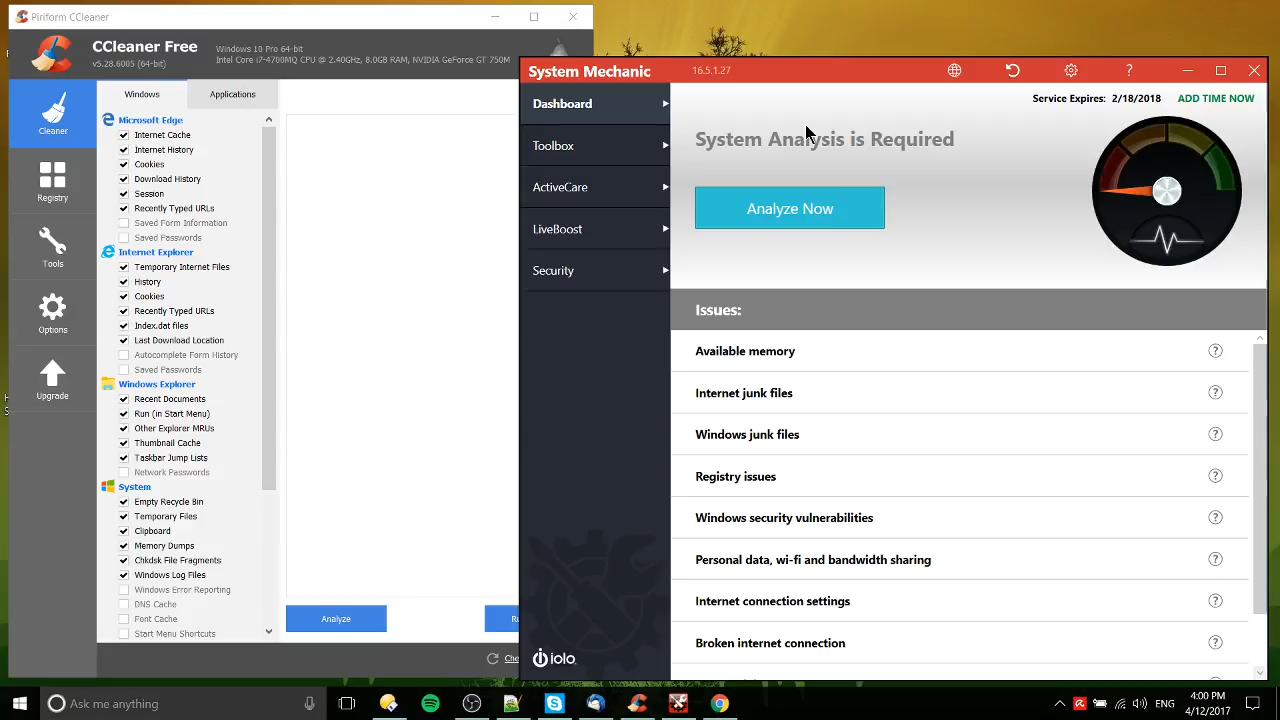 Piriform CCleaner
CCleaner Free
v5.28.6005 (64-bit)
Windows 10 Pro 64-bit
Intel Core i7-4700MQ CPU @ 2.40GHz, 8.0GB RAM, NVIDIA GeForce GT 750M
Cleaner
Registry
Tools
Options
Upgrade
Windows
Applications
Microsoft Edge
Internet Cache
Internet History
Cookies
Download History
Session
Recently Typed URLs
Saved Form Information
Saved Passwords
Internet Explorer
Temporary Internet Files
History
Cookies
Recently Typed URLs
Index.dat files
Last Download Location
Autocomplete Form History
Saved Passwords
Windows Explorer
Recent Documents
Run (in Start Menu)
Other Explorer MRUs
Thumbnail Cache
Taskbar Jump Lists
Network Passwords
System
Empty Recycle Bin
Temporary Files
Clipboard
Memory Dumps
Chkdsk File Fragments
Windows Log Files
Windows Error Reporting
DNS Cache
Font Cache
Start Menu Shortcuts
Analyze
System Mechanic
16.5.1.27
?
Dashboard
Toolbox
ActiveCare
LiveBoost
Security
iolo
Service Expires: 2/18/2018
ADD TIME NOW
System Analysis is Required
Analyze Now
Issues:
Available memory ?
Internet junk files ?
Windows junk files ?
Registry issues ?
Windows security vulnerabilities ?
Personal data, wi-fi and bandwidth sharing ?
Internet connection settings ?
Broken internet connection ?
Ask me anything
ENG
4:00 PM
4/12/2017